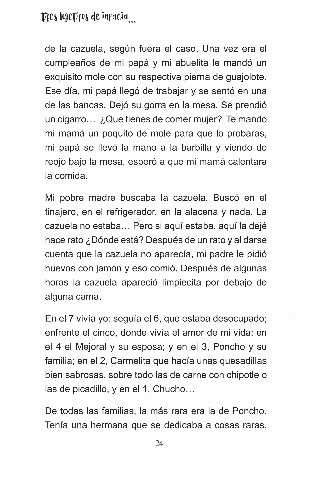 Tres lagartijos de infancia...
de la cazuela, según fuera el caso. Una vez era el
cumpleaños de mi papá y mi abuelita le mandó un
exquisito mole con su respectiva pierna de guajolote.
Ese día, mi papá llegó de trabajar y se sentó en una
de las bancas. Dejó su gorra en la mesa. Se prendió
un cigarro... ¿Que tienes de comer mujer? Te mando
mi mamá un poquito de mole para que lo probaras,
mi papá se llevó la mano a la barbilla y viendo de
reojo bajo la mesa, esperó a que mi mamá calentara
la comida.
Mi pobre madre buscaba la cazuela. Buscó en el
tinajero, en el refrigerador, en la alacena y nada. La
cazuela no estaba... Pero si aquí estaba, aquí la dejé
hace rato ¿Dónde está? Después de un rato y al darse
cuenta que la cazuela no aparecía, mi padre le pidió
huevos con jamón y eso comió. Después de algunas
horas la cazuela apareció limpiecita por debajo de
alguna cama.
En el 7 vivía yo; seguía el 6, que estaba desocupado;
enfrente el cinco, donde vivía el amor de mi vida; en
el 4 el Mejoral y su esposa; y en el 3, Poncho y su
familia; en el 2, Carmelita que hacía unas quesadillas
bien sabrosas, sobre todo las de carne con chipotle o
las de picadillo, y en el 1, Chucho...
De todas las familias, la más rara era la de Poncho.
Tenía una hermana que se dedicaba a cosas raras.
24